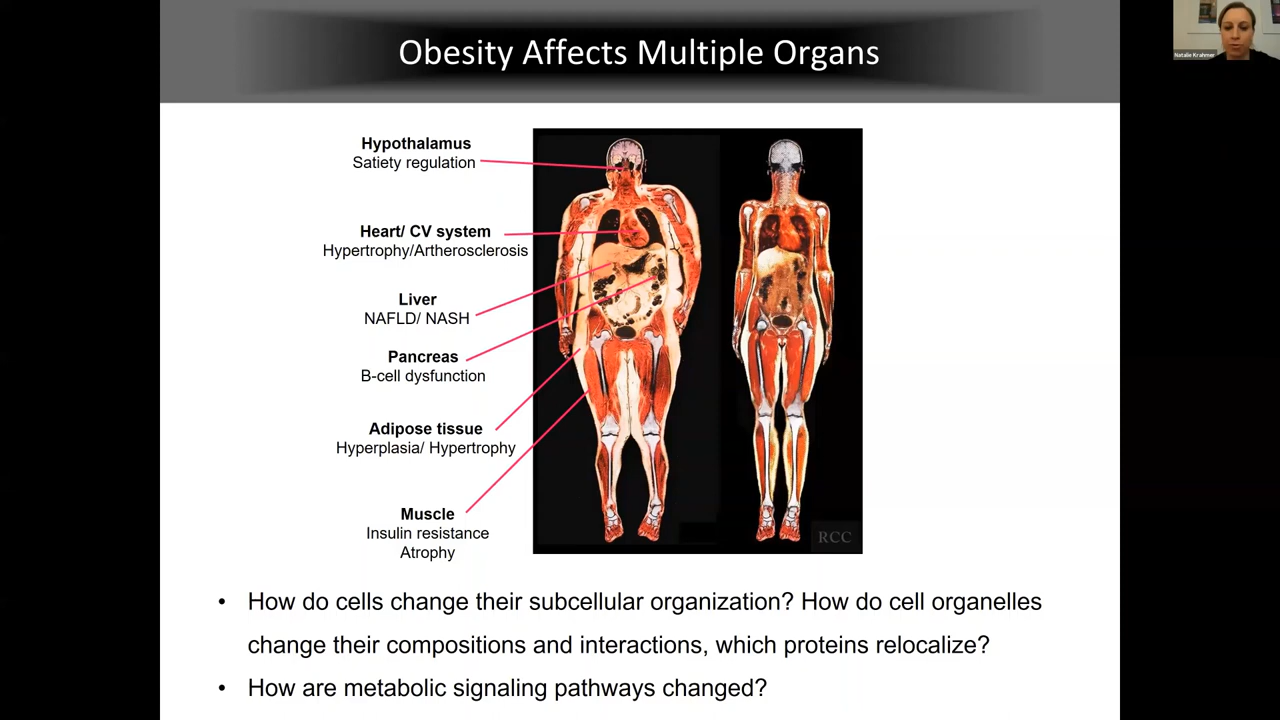 Obesity Affects Multiple Organs
Natalie Krahmer
Hypothalamus
Satiety regulation
Heart/ CV system
Hypertrophy/Artherosclerosis
Liver
NAFLD/ NASH
Pancreas
B-cell dysfunction
Adipose tissue
Hyperplasia/ Hypertrophy
Muscle
Insulin resistance
Atrophy
RCC
• How do cells change their subcellular organization? How do cell organelles
change their compositions and interactions, which proteins relocalize?
• How are metabolic signaling pathways changed?